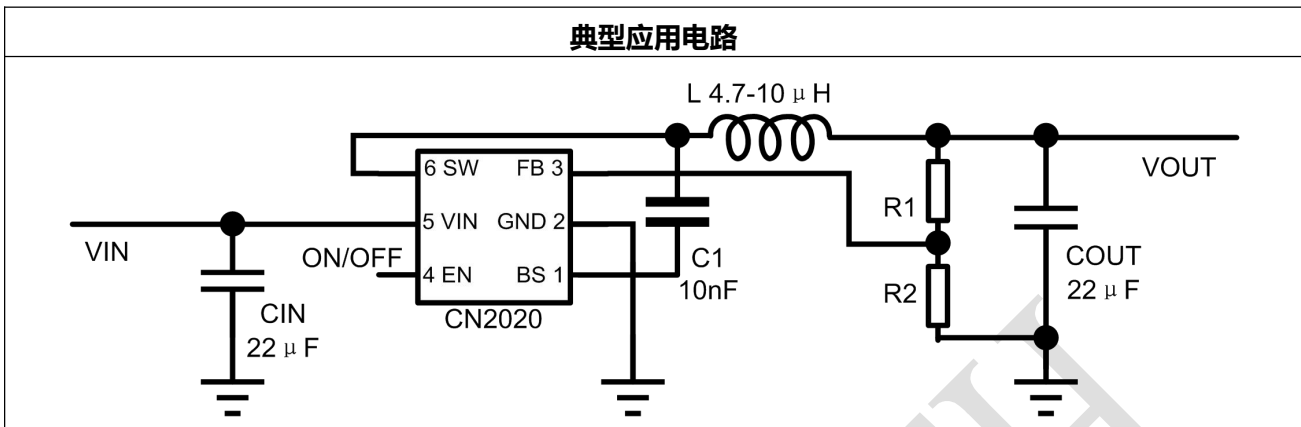 典型应用电路
L 4.7-10 μH
6 SW
FB 3
VOUT
R1
5 VIN
GND 2
VIN
ON/OFF
4 EN
BS 1
C1
10nF
COUT
22 μF
R2
CN2020
CIN
22 μF